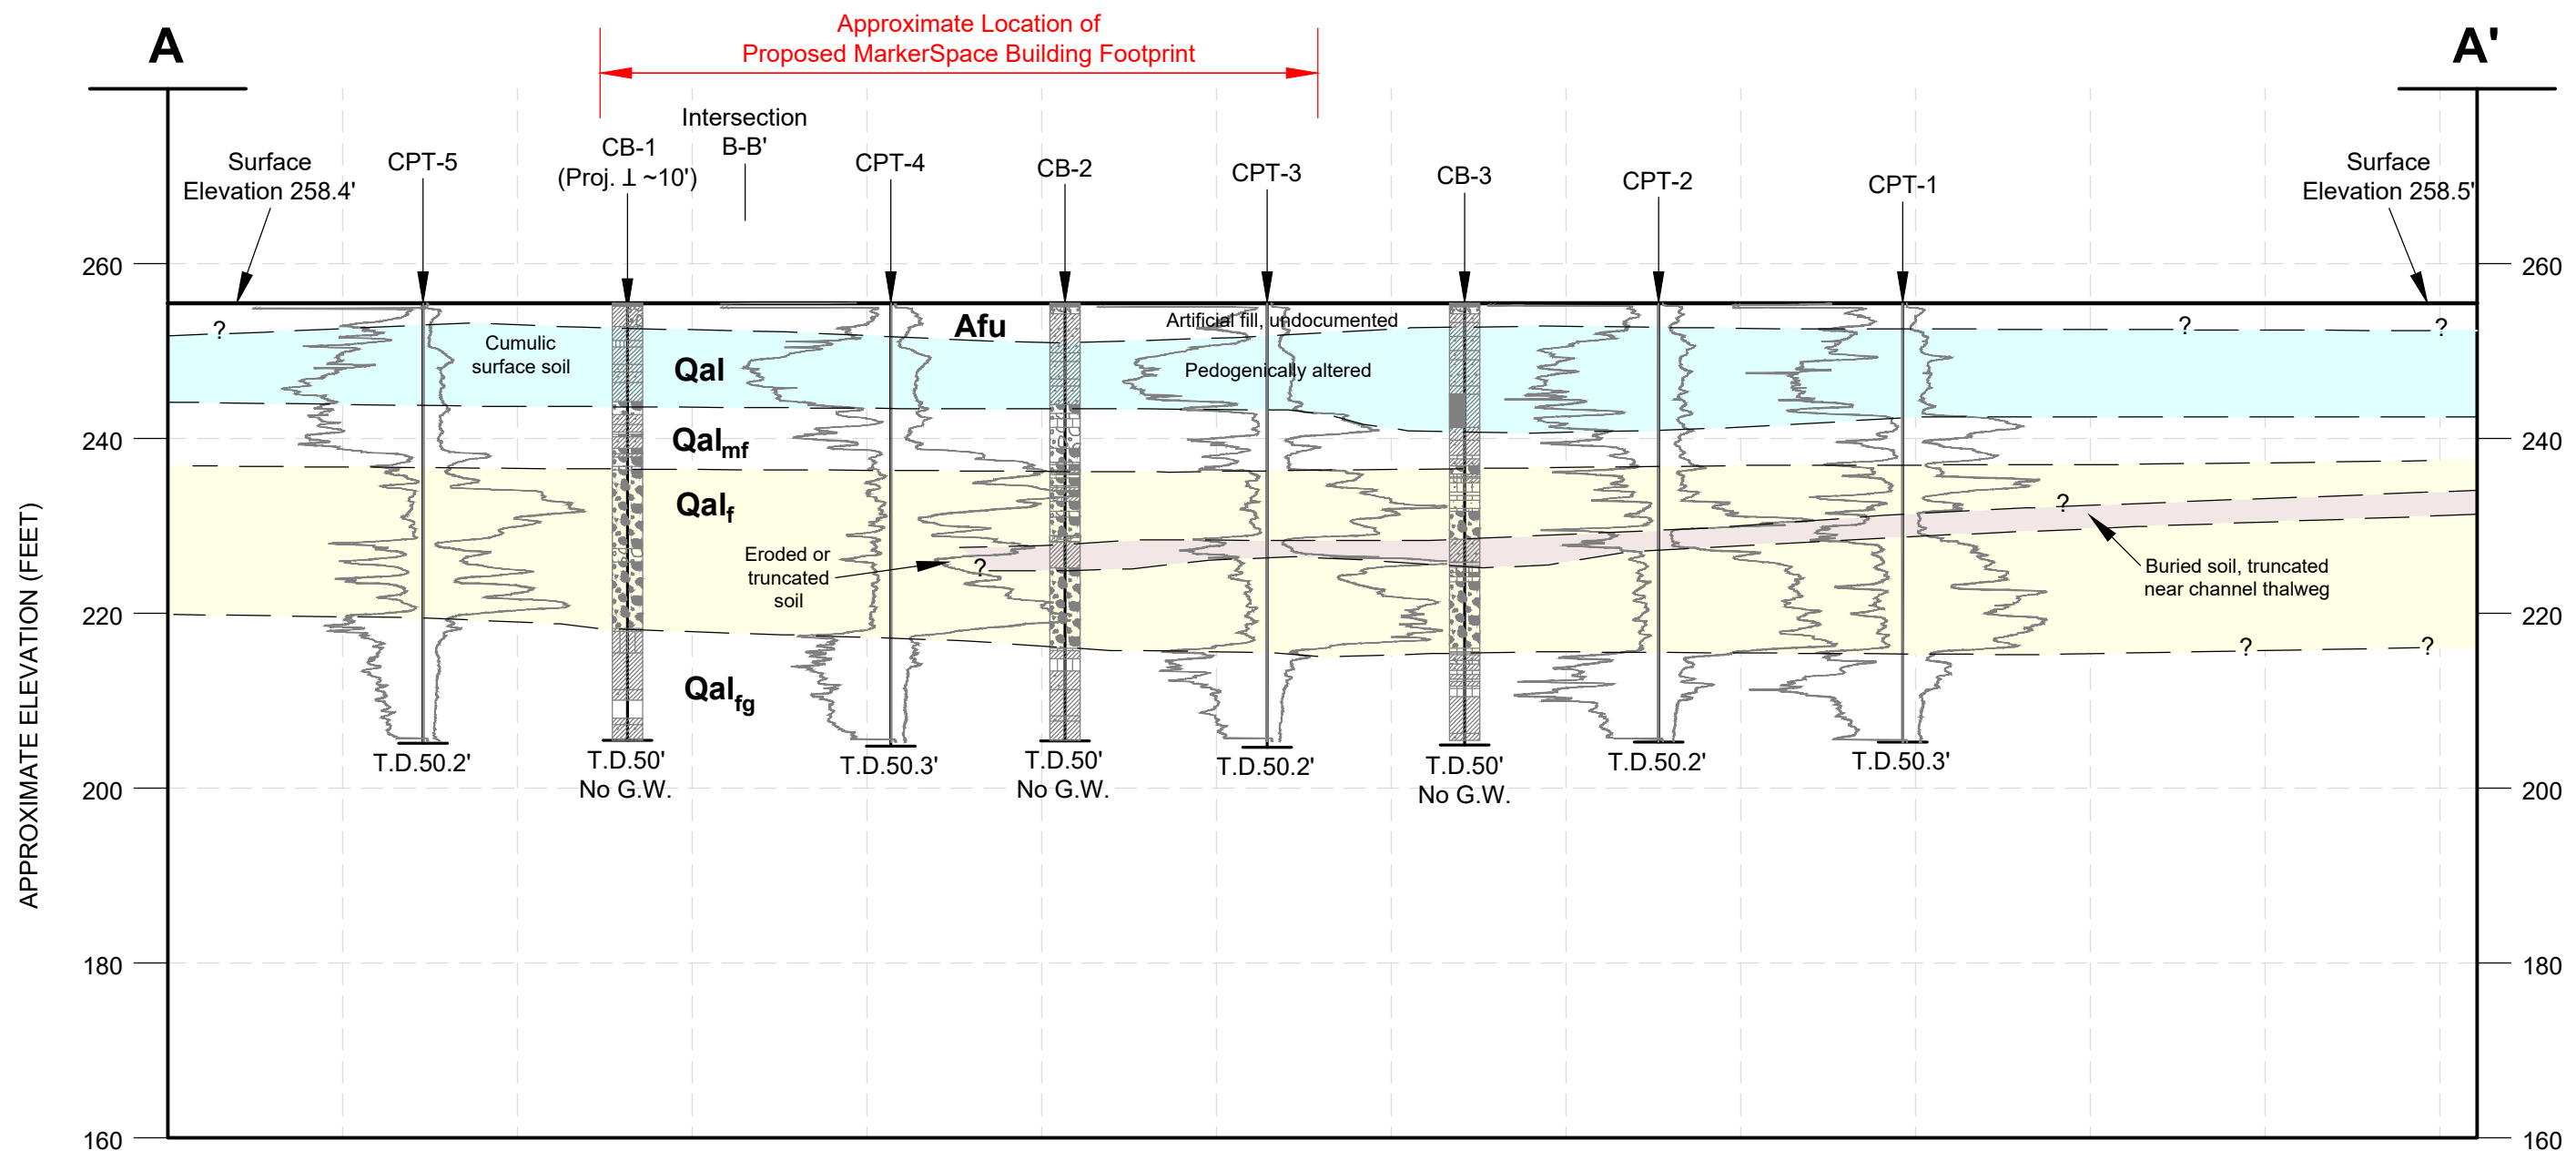 Approximate Location of
Proposed MarkerSpace Building Footprint
A
A'
Intersection
B-B'
Surface
Elevation 258.4'
CPT-5
CB-1
(Proj. ⊥ ~10')
CPT-4
CB-2
CPT-3
CB-3
CPT-2
CPT-1
Surface
Elevation 258.5'
260
260
?
Afu
Artificial fill, undocumented
?
?
Cumulic
surface soil
Qal
Pedogenically altered
240
Qalmf
240
Qalf
?
Eroded or
truncated
soil
?
Buried soil, truncated
near channel thalweg
220
220
?
?
Qalfg
T.D.50.2'
T.D.50'
No G.W.
T.D.50.3'
T.D.50'
No G.W.
T.D.50.2'
T.D.50'
No G.W.
T.D.50.2'
T.D.50.3'
200
200
180
180
160
160
APPROXIMATE ELEVATION (FEET)